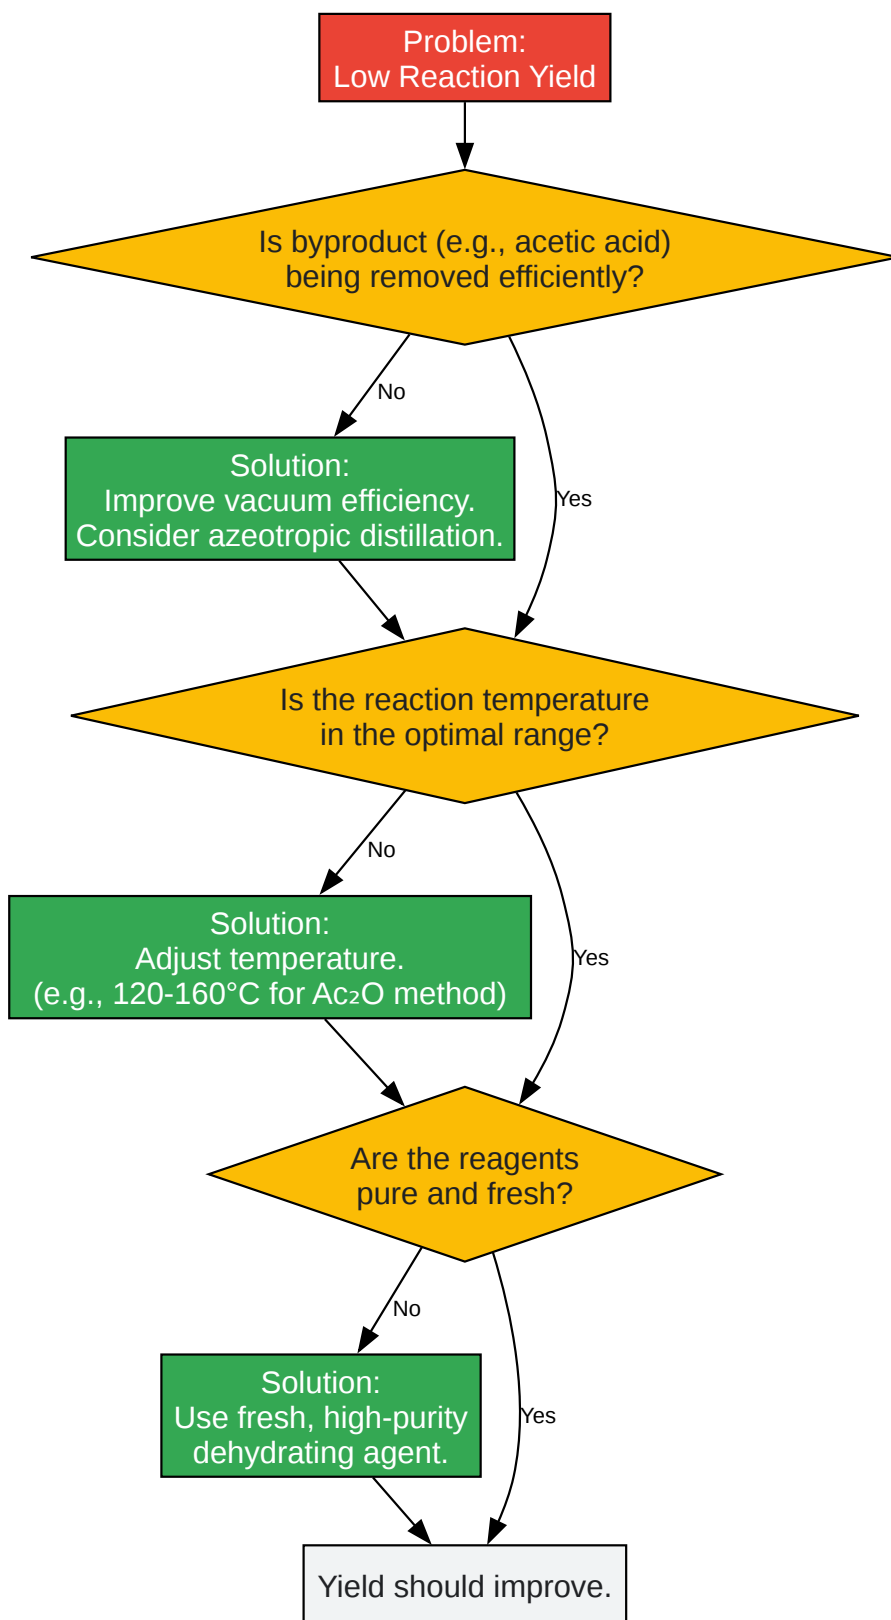 Problem:
Low Reaction Yield
Is byproduct (e.g., acetic acid)
being removed efficiently?
No
Yes
Solution:
Improve vacuum efficiency.
Consider azeotropic distillation.
Is the reaction temperature
in the optimal range?
No
Yes
Solution:
Adjust temperature.
(e.g., 120-160°C for Ac₂O method)
Are the reagents
pure and fresh?
No
Yes
Solution:
Use fresh, high-purity
dehydrating agent.
Yield should improve.